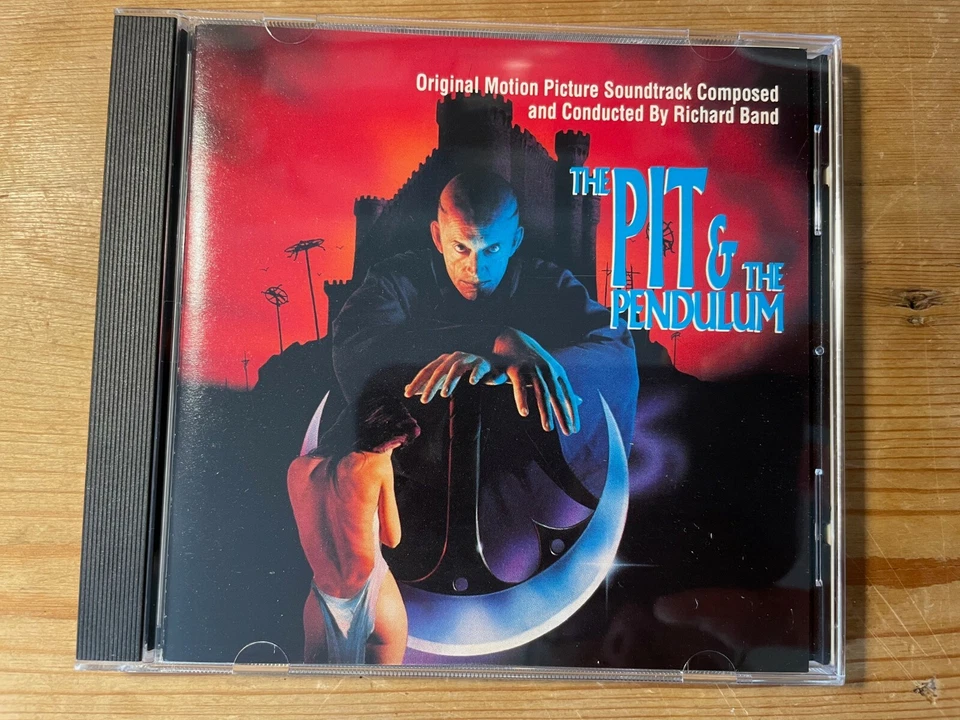 Original Motion Picture Soundtrack Composed
and Conducted By Richard Band
THE PIT & THE
PENDULUM